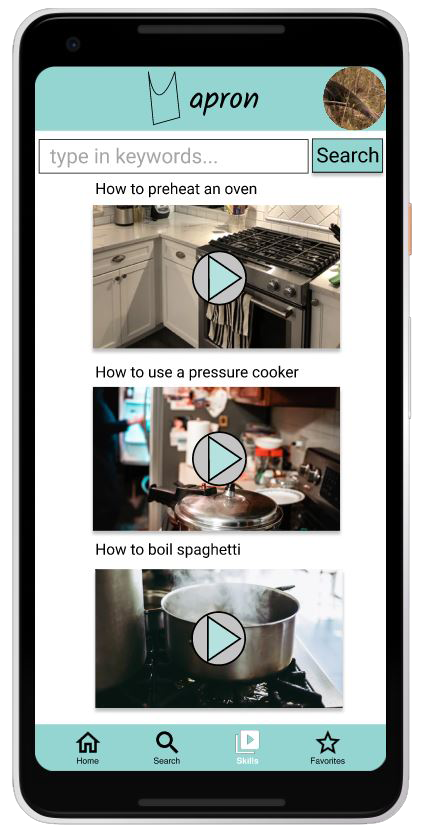 apron
type in keywords...
Search
How to preheat an oven
How to use a pressure cooker
How to boil spaghetti
Home
Search
Skills
Favorites